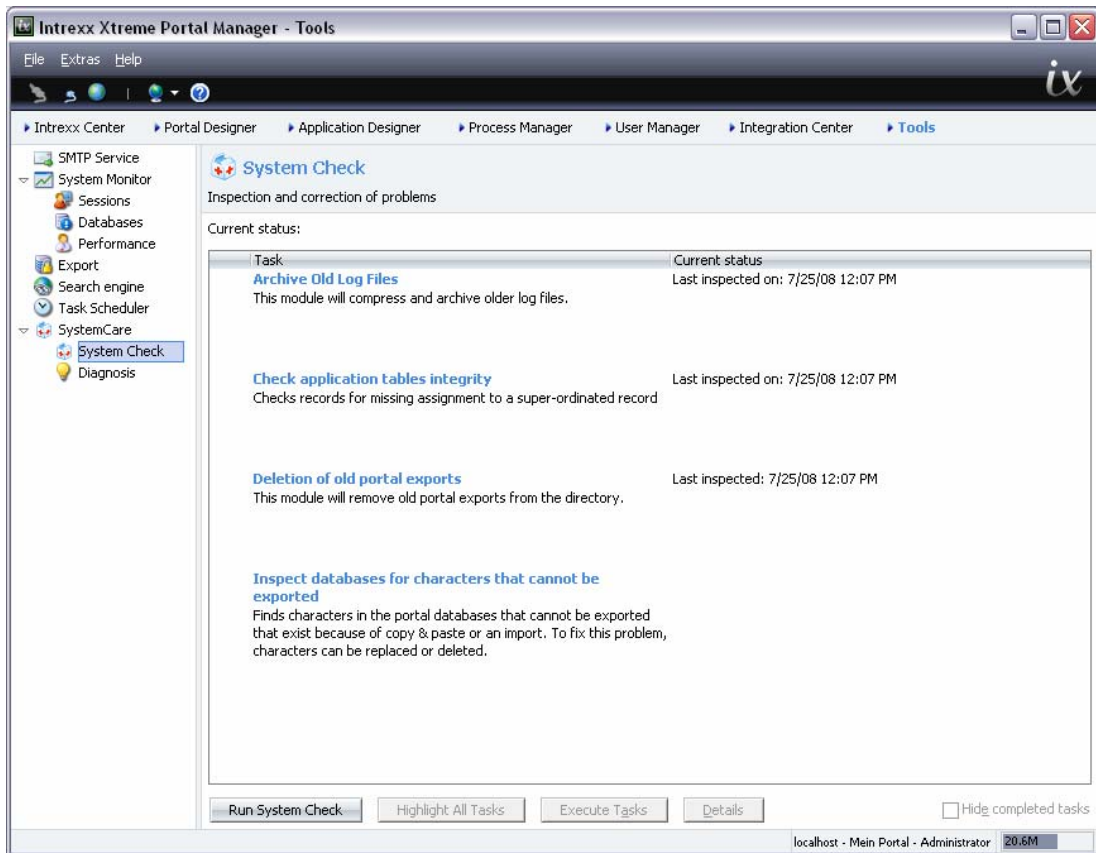 Intrexx Xtreme Portal Manager - Tools
File Extras Help
ix
Intrexx Center Portal Designer Application Designer Process Manager User Manager Integration Center Tools
SMTP Service
System Monitor
Sessions
Databases
Performance
Export
Search engine
Task Scheduler
SystemCare
System Check
Diagnosis
System Check
Inspection and correction of problems
Current status:
Task Current status
Archive Old Log Files Last inspected on: 7/25/08 12:07 PM
This module will compress and archive older log files.
Check application tables integrity Last inspected on: 7/25/08 12:07 PM
Checks records for missing assignment to a super-ordinated record
Deletion of old portal exports Last inspected: 7/25/08 12:07 PM
This module will remove old portal exports from the directory.
Inspect databases for characters that cannot be
exported
Finds characters in the portal databases that cannot be exported
that exist because of copy & paste or an import. To fix this problem,
characters can be replaced or deleted.
Run System Check Highlight All Tasks Execute Tasks Details Hide completed tasks
localhost - Mein Portal - Administrator 20.6M